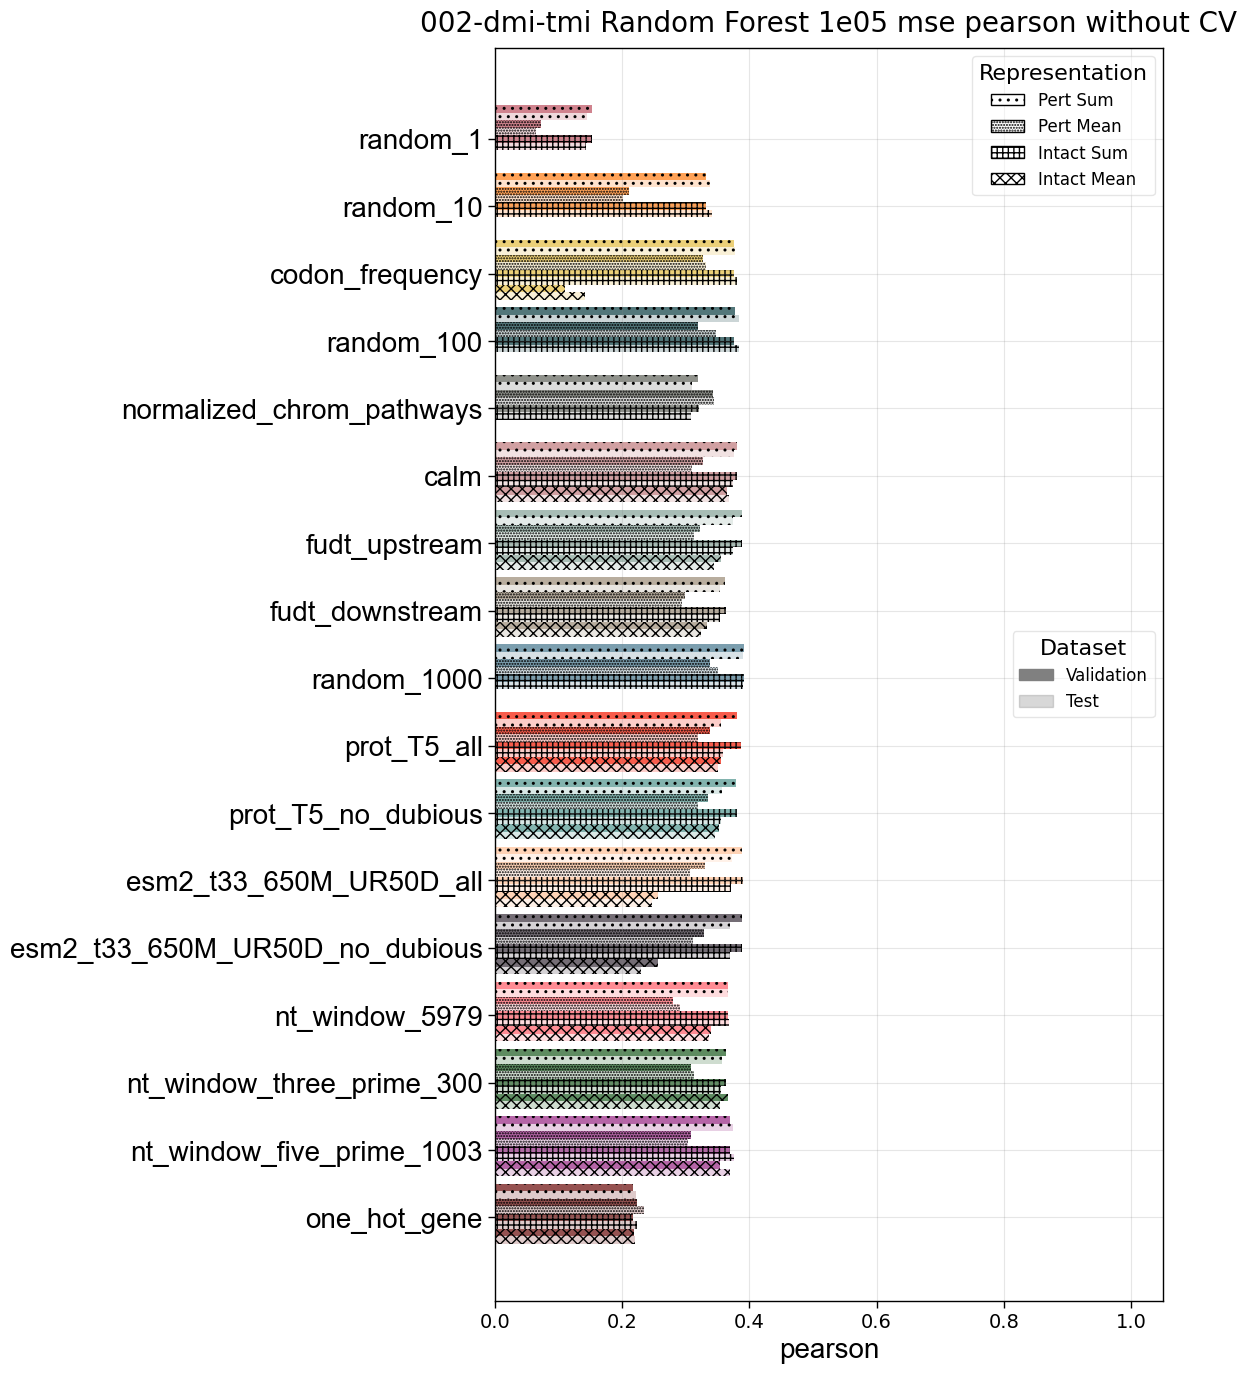 002-dmi-tmi Random Forest 1e05 mse pearson without CV
Representation
Pert Sum
Pert Mean
Intact Sum
Intact Mean
random_1
random_10
codon_frequency
random_100
normalized_chrom_pathways
calm
fudt_upstream
fudt_downstream
random_1000
Dataset
Validation
Test
prot_T5_all
prot_T5_no_dubious
esm2_t33_650M_UR50D_all
esm2_t33_650M_UR50D_no_dubious
nt_window_5979
nt_window_three_prime_300
nt_window_five_prime_1003
one_hot_gene
0.0 0.2 0.4 0.6 0.8 1.0
pearson